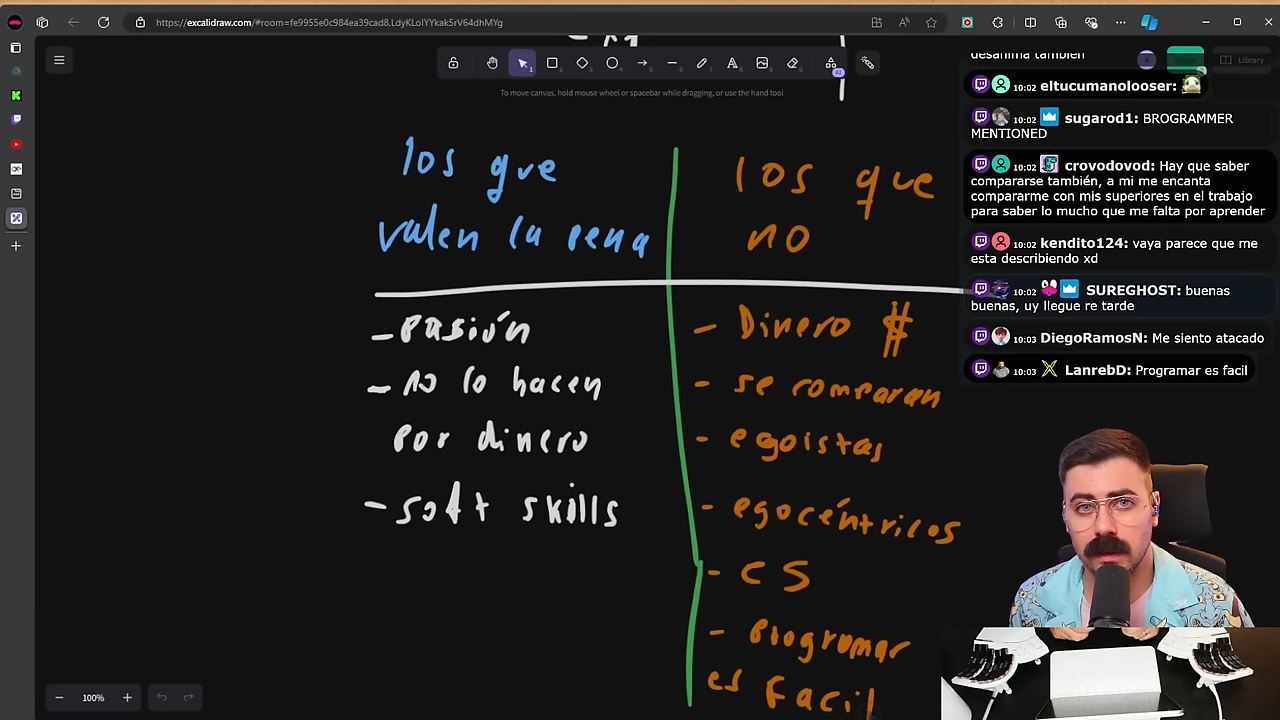 https://excalidraw.com/#room=fe9955e0c984ea39cad8,LdyKLoIYYkak5rV64dhMYg
To move canvas, hold mouse wheel or spacebar while dragging, or use the hand tool
Library
los que
valen la pena
- Pasión
- no lo hacen
por dinero
- soft skills
los que
no
- Dinero $
- se comparan
- egoistas
- egocéntricos
- CS
- Programar
es facil
desanima tambien
10:02 eltucumanolooser:
10:02 sugarod1: BROGRAMMER
MENTIONED
10:02 crovodovod: Hay que saber
compararse también, a mi me encanta
compararme con mis superiores en el trabajo
para saber lo mucho que me falta por aprender
10:02 kendito124: vaya parece que me
esta describiendo xd
10:02 SUREGHOST: buenas
buenas, uy llegue re tarde
10:03 DiegoRamosN: Me siento atacado
10:03 LanrebD: Programar es facil
100%